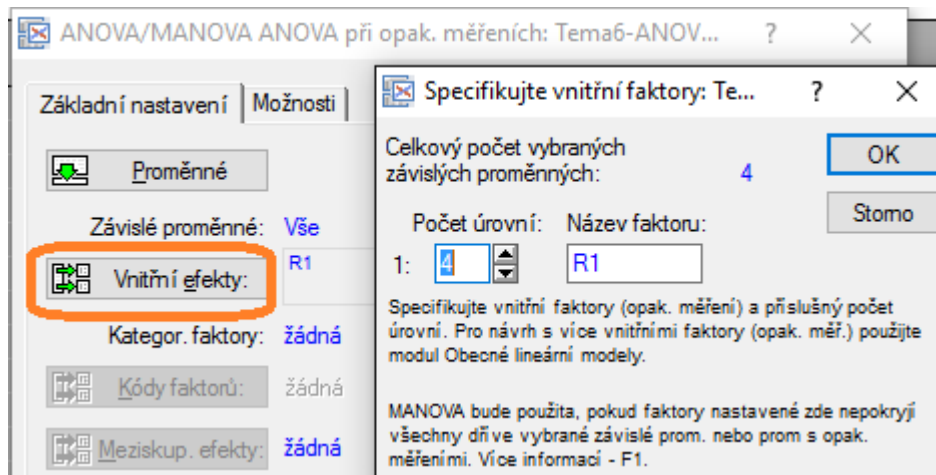 ANOVA/MANOVA ANOVA při opak. měřeních: Tema6-ANOV... ?
Základní nastavení
Možnosti
Proměnné
Závislé proměnné: Vše
Vnitřní efekty: R1
Kategor. faktory: žádná
Kódy faktorů: žádná
Meziskup. efekty: žádná
Specifikujte vnitřní faktory: Te... ?
Celkový počet vybraných
závislých proměnných: 4
OK
Storno
Počet úrovní: Název faktoru:
1: 4 R1
Specifikujte vnitřní faktory (opak. měření) a příslušný počet
úrovní. Pro návrh s více vnitřními faktory (opak. měř.) použijte
modul Obecné lineární modely.
MANOVA bude použita, pokud faktory nastavené zde nepokryjí
všechny dříve vybrané závislé prom. nebo prom s opak.
měřeními. Více informací - F1.